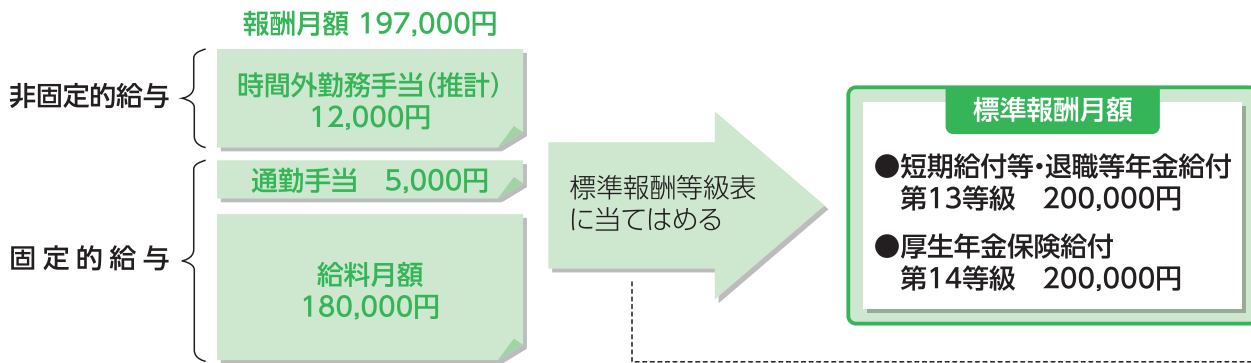 報酬月額 197,000円
非固定的給与
時間外勤務手当(推計)
12,000円
通勤手当 5,000円
固定的給与
給料月額
180,000円
標準報酬等級表
に当てはめる
標準報酬月額
●短期給付等・退職等年金給付
第13等級 200,000円
●厚生年金保険給付
第14等級 200,000円